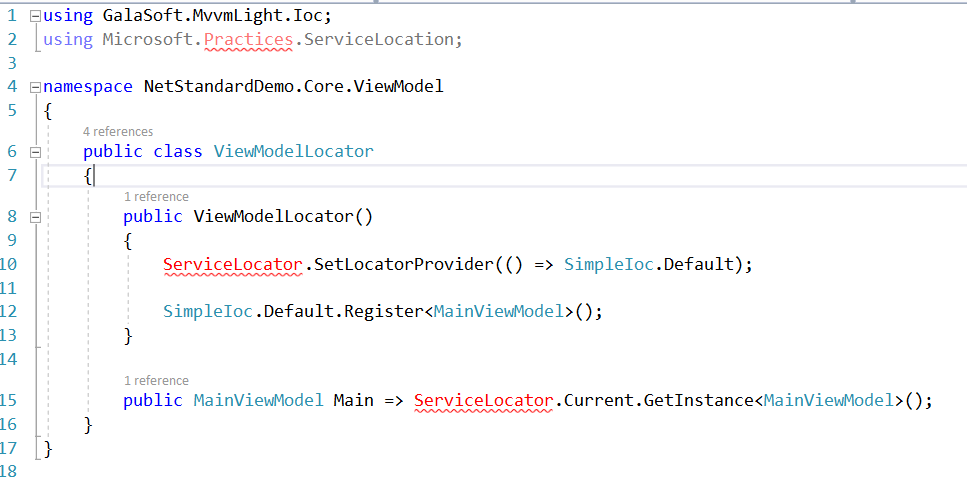 1 using GalaSoft.MvvmLight.Ioc;
2 using Microsoft.Practices.ServiceLocation;
3
4 namespace NetStandardDemo.Core.ViewModel
5 {
4 references
6 public class ViewModelLocator
7 {
1 reference
8 public ViewModelLocator()
9 {
10 ServiceLocator.SetLocatorProvider(() => SimpleIoc.Default);
11
12 SimpleIoc.Default.Register<MainViewModel>();
13 }
14
1 reference
15 public MainViewModel Main => ServiceLocator.Current.GetInstance<MainViewModel>();
16 }
17 }
18